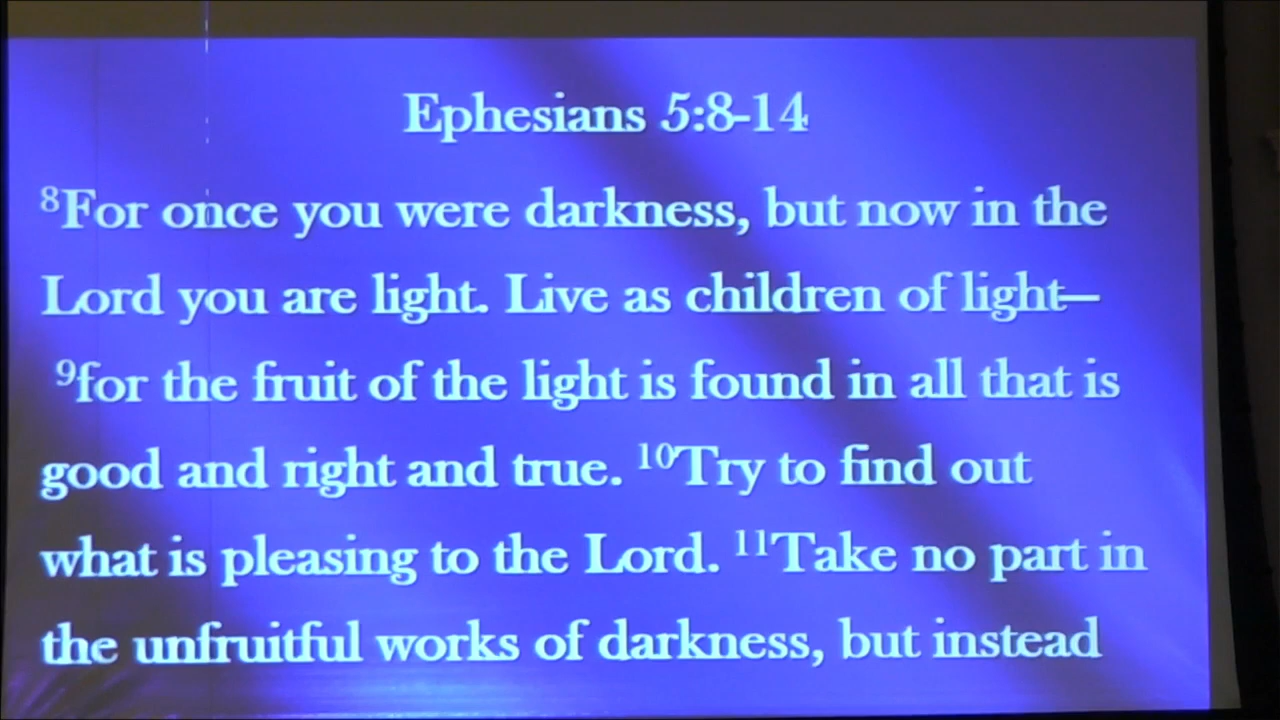 Ephesians 5:8-14
⁸For once you were darkness, but now in the
Lord you are light. Live as children of light—
⁹for the fruit of the light is found in all that is
good and right and true. ¹⁰Try to find out
what is pleasing to the Lord. ¹¹Take no part in
the unfruitful works of darkness, but instead